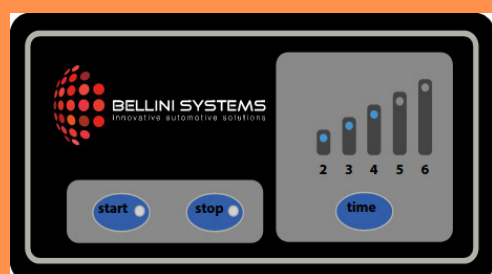 BELLINI SYSTEMS
innovative automotive solutions
2 3 4 5 6
start stop time